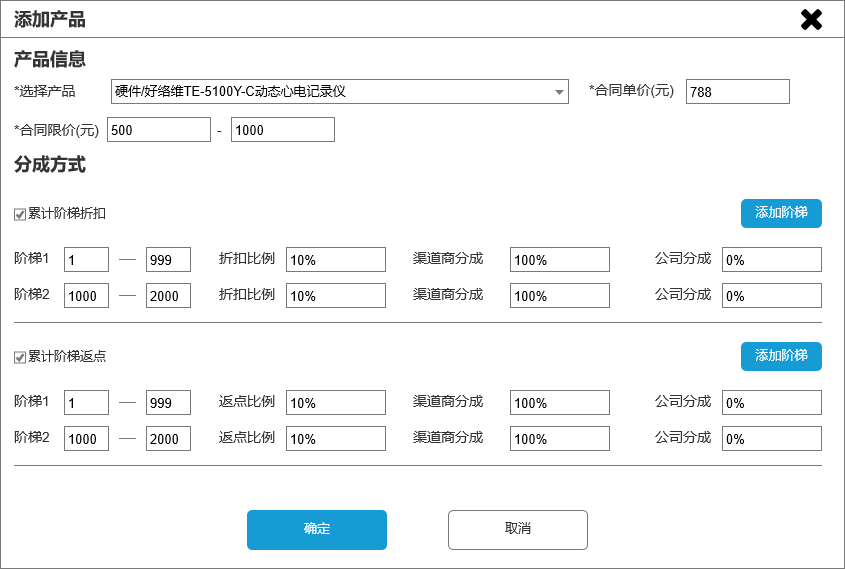 添加产品
产品信息
*选择产品 硬件/好络维TE-5100Y-C动态心电记录仪 *合同单价(元) 788
*合同限价(元) 500 - 1000
分成方式
累计阶梯折扣 添加阶梯
阶梯1 1 — 999 折扣比例 10% 渠道商分成 100% 公司分成 0%
阶梯2 1000 — 2000 折扣比例 10% 渠道商分成 100% 公司分成 0%
累计阶梯返点 添加阶梯
阶梯1 1 — 999 返点比例 10% 渠道商分成 100% 公司分成 0%
阶梯2 1000 — 2000 返点比例 10% 渠道商分成 100% 公司分成 0%
确定 取消